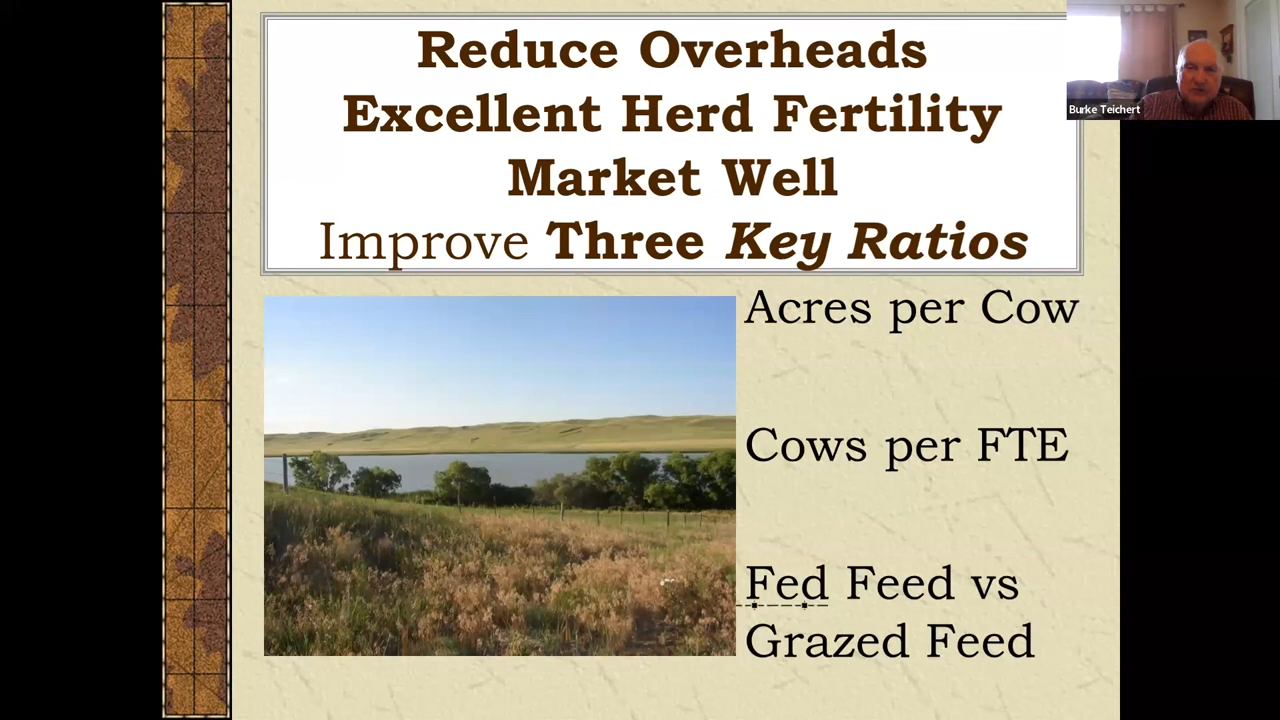 Reduce Overheads
Excellent Herd Fertility
Market Well
Improve Three Key Ratios
Burke Teichert
Acres per Cow
Cows per FTE
Fed Feed vs
Grazed Feed